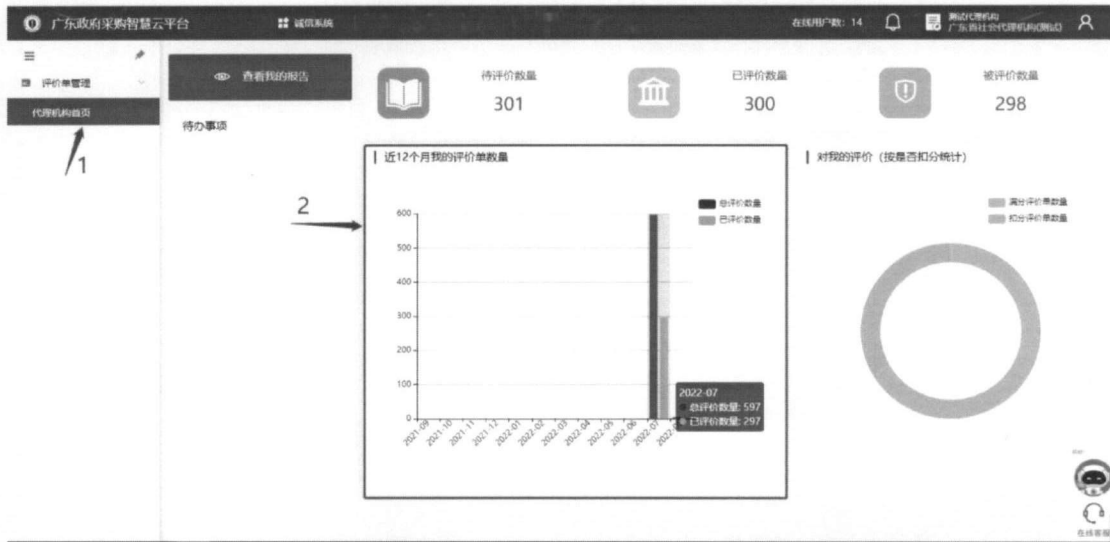 广东政府采购智慧云平台
诚信系统
在线用户数: 14
测试代理机构
广东省社会代理机构(测试)
评价单管理
代理机构首页
1
查看我的报告
待办事项
待评价数量
301
已评价数量
300
被评价数量
298
近12个月我的评价单数量
2
总评价数量
已评价数量
600
500
400
300
200
100
0
2021-09
2021-10
2021-11
2021-12
2022-01
2022-02
2022-03
2022-04
2022-05
2022-06
2022-07
2022-07
总评价数量: 597
已评价数量: 297
对我的评价（按是否扣分统计）
满分评价单数量
扣分评价单数量
在线客服